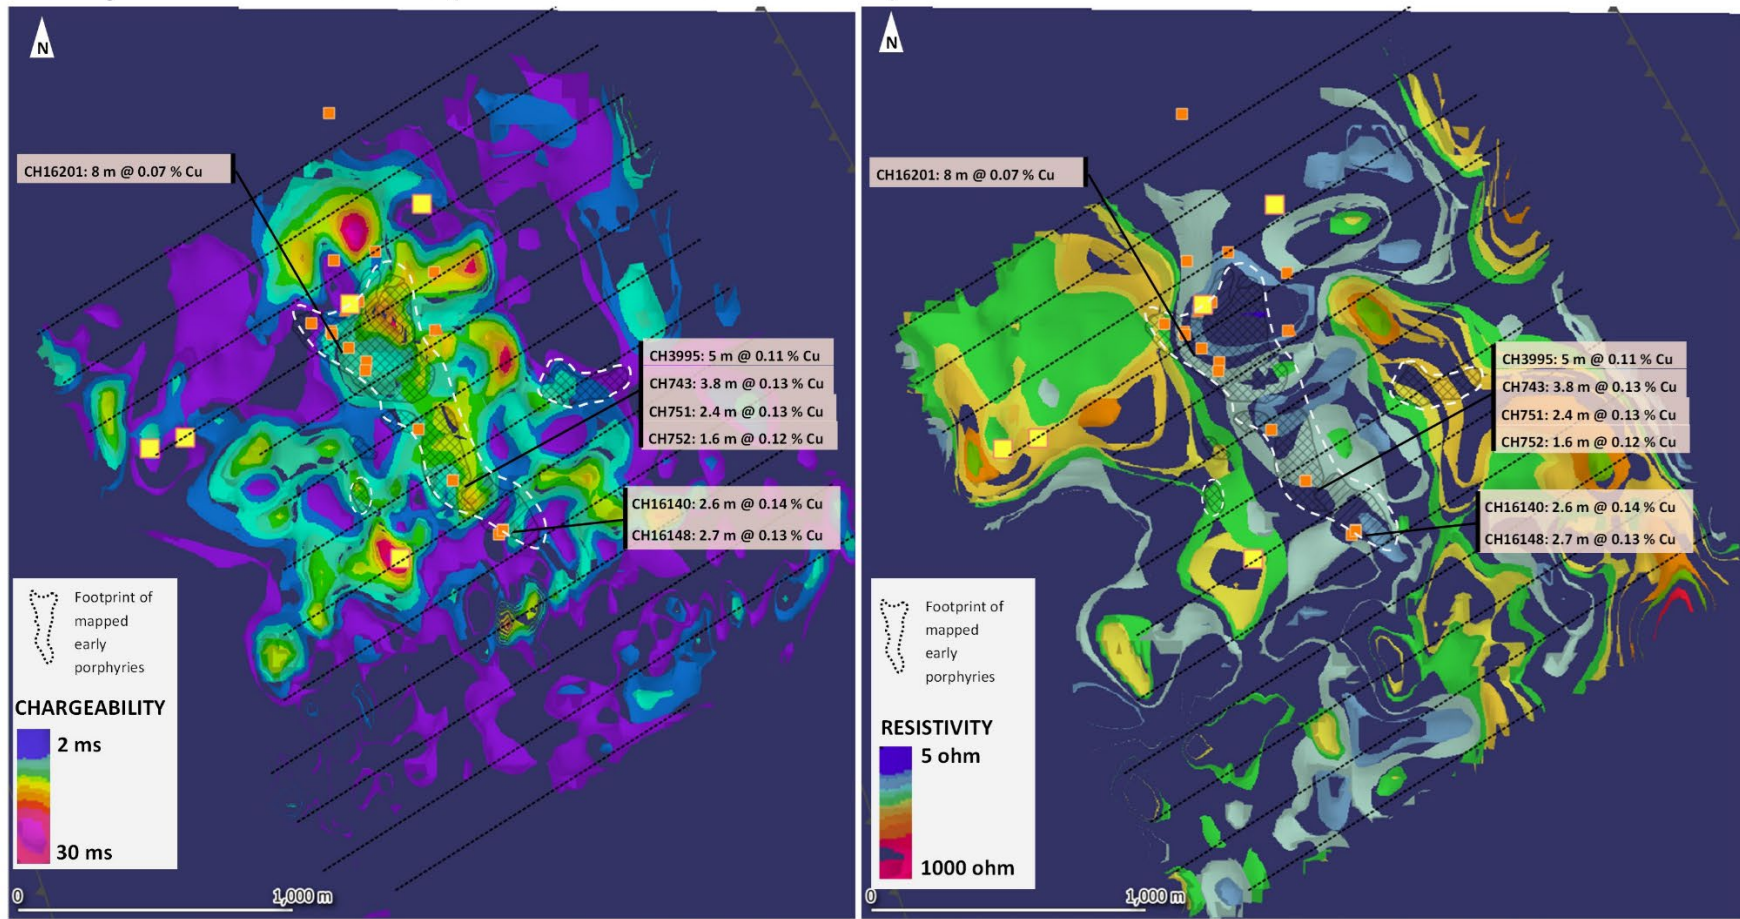 N
CH16201: 8 m @ 0.07 % Cu
CH3995: 5 m @ 0.11 % Cu
CH743: 3.8 m @ 0.13 % Cu
CH751: 2.4 m @ 0.13 % Cu
CH752: 1.6 m @ 0.12 % Cu
CH16140: 2.6 m @ 0.14 % Cu
CH16148: 2.7 m @ 0.13 % Cu
Footprint of
mapped
early
porphyries
CHARGEABILITY
2 ms
30 ms
0
1,000 m
N
CH16201: 8 m @ 0.07 % Cu
CH3995: 5 m @ 0.11 % Cu
CH743: 3.8 m @ 0.13 % Cu
CH751: 2.4 m @ 0.13 % Cu
CH752: 1.6 m @ 0.12 % Cu
CH16140: 2.6 m @ 0.14 % Cu
CH16148: 2.7 m @ 0.13 % Cu
Footprint of
mapped
early
porphyries
RESISTIVITY
5 ohm
1000 ohm
0
1,000 m